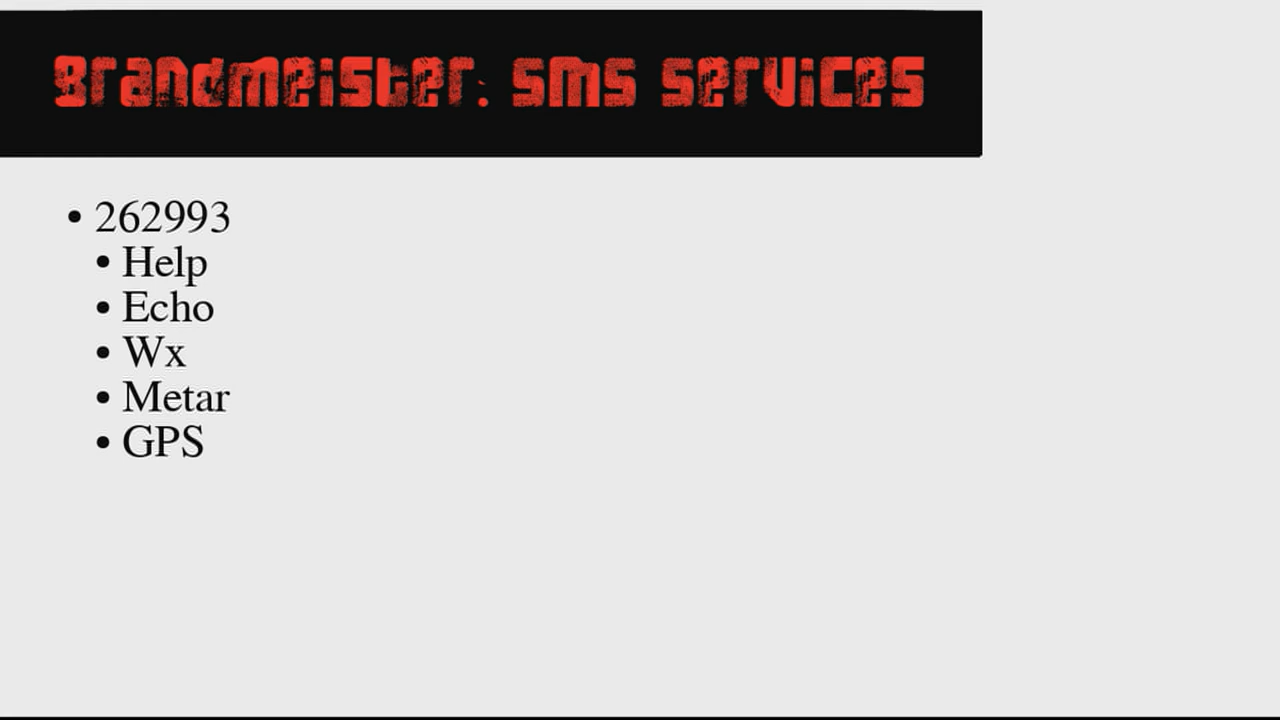 Brandmeister: sms services
• 262993
• Help
• Echo
• Wx
• Metar
• GPS